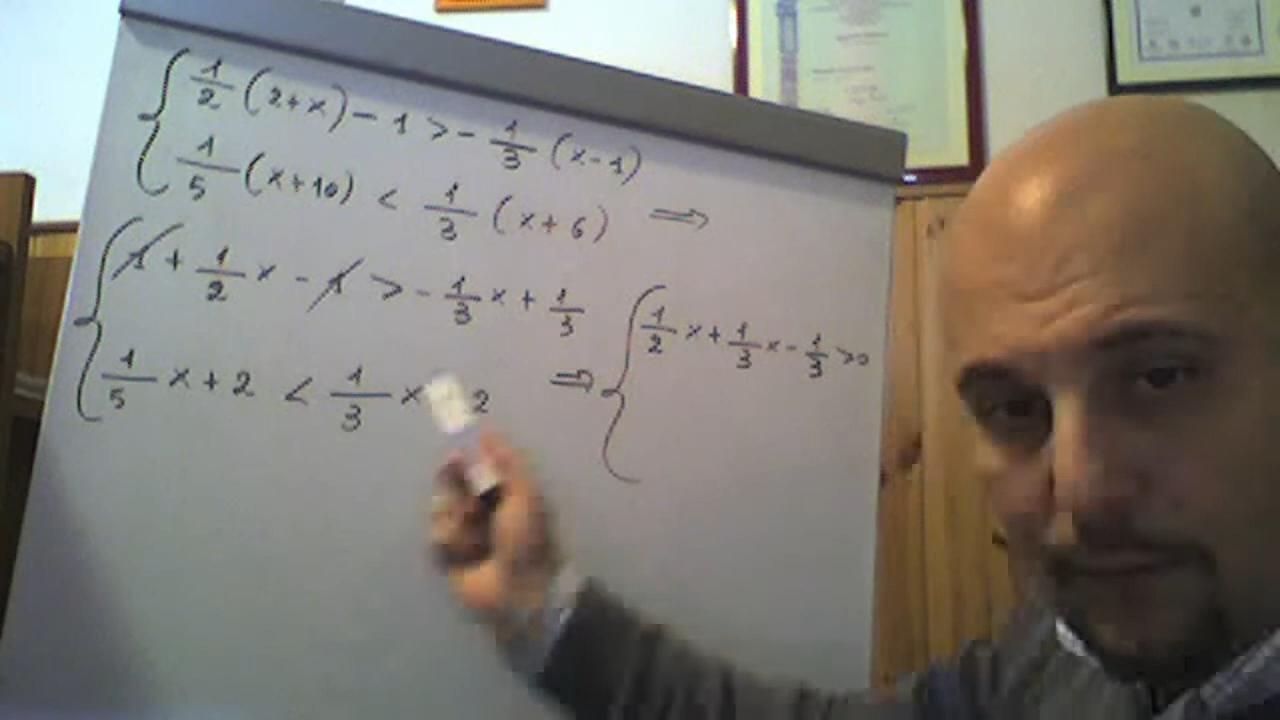 1/2 (2+x) - 1 > - 1/3 (x-1)
1/5 (x+10) < 1/3 (x+6) ⇒
1 + 1/2 x - 1 > - 1/3 x + 1/3
1/5 x + 2 < 1/3 x 2 ⇒
1/2 x + 1/3 x - 1/3 > 0